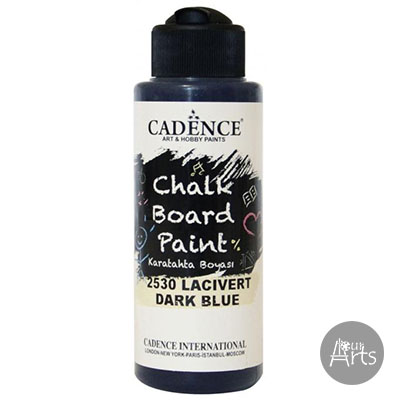 CADENCE
ART & HOBBY PAINTS
Chalk
Board
Paint
Karatahta Boyası
2530 LACIVERT
DARK BLUE
CADENCE INTERNATIONAL
LONDON-NEW YORK-PARIS-ISTANBUL-MOSCOW
Arts